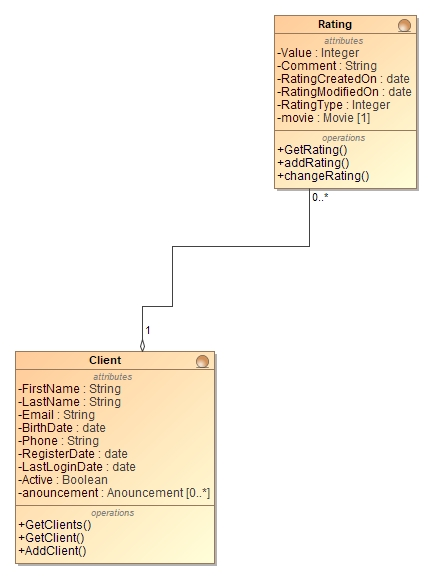 Rating
attributes
-Value : Integer
-Comment : String
-RatingCreatedOn : date
-RatingModifiedOn : date
-RatingType : Integer
-movie : Movie [1]
operations
+GetRating()
+addRating()
+changeRating()
0..*
1
Client
attributes
-FirstName : String
-LastName : String
-Email : String
-BirthDate : date
-Phone : String
-RegisterDate : date
-LastLoginDate : date
-Active : Boolean
-anouncement : Anouncement [0..*]
operations
+GetClients()
+GetClient()
+AddClient()